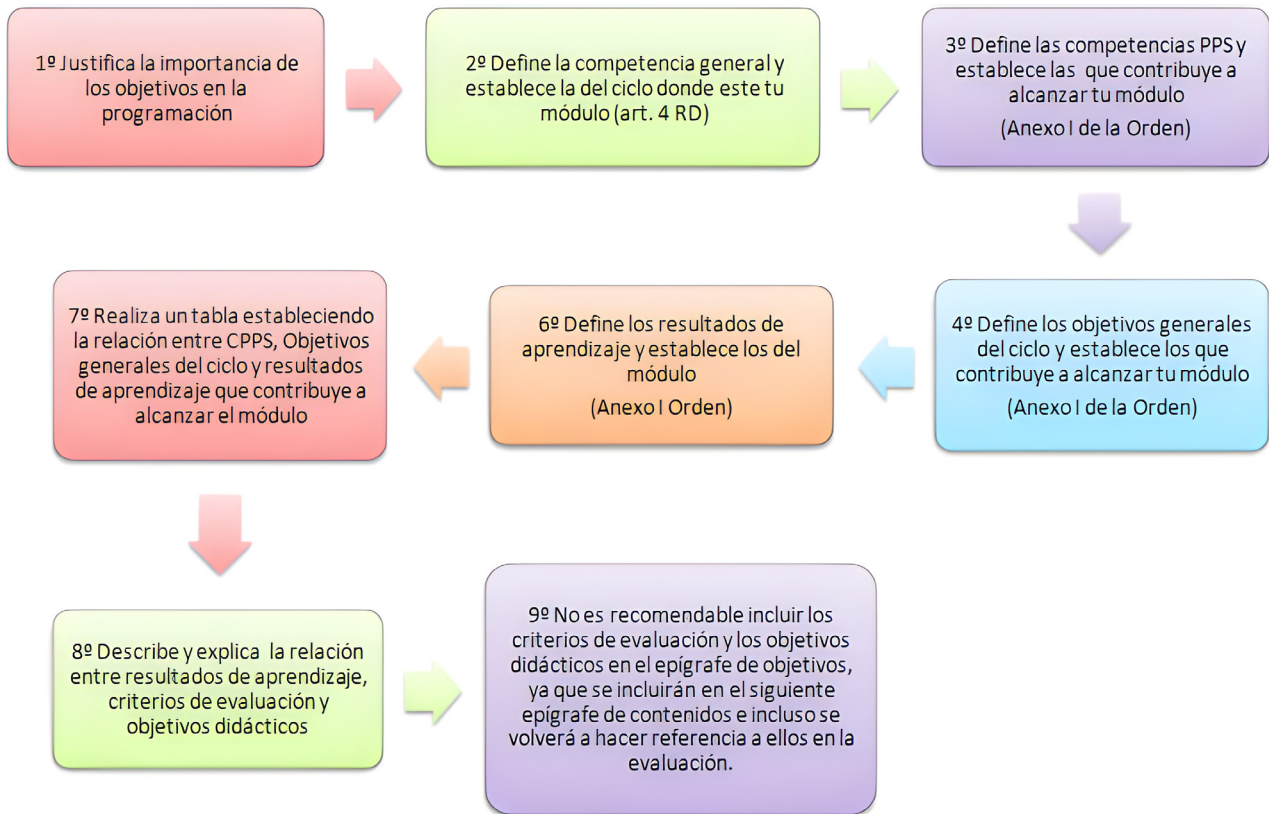 1º Justifica la importancia de
los objetivos en la
programación
2º Define la competencia general y
establece la del ciclo donde este tu
módulo (art. 4 RD)
3º Define las competencias PPS y
establece las que contribuye a
alcanzar tu módulo
(Anexo I de la Orden)
4º Define los objetivos generales
del ciclo y establece los que
contribuye a alcanzar tu módulo
(Anexo I de la Orden)
6º Define los resultados de
aprendizaje y establece los del
módulo
(Anexo I Orden)
7º Realiza un tabla estableciendo
la relación entre CPPS, Objetivos
generales del ciclo y resultados
de aprendizaje que contribuye a
alcanzar el módulo
8º Describe y explica la relación
entre resultados de aprendizaje,
criterios de evaluación y
objetivos didácticos
9º No es recomendable incluir los
criterios de evaluación y los objetivos
didácticos en el epígrafe de objetivos,
ya que se incluirán en el siguiente
epígrafe de contenidos e incluso se
volverá a hacer referencia a ellos en la
evaluación.